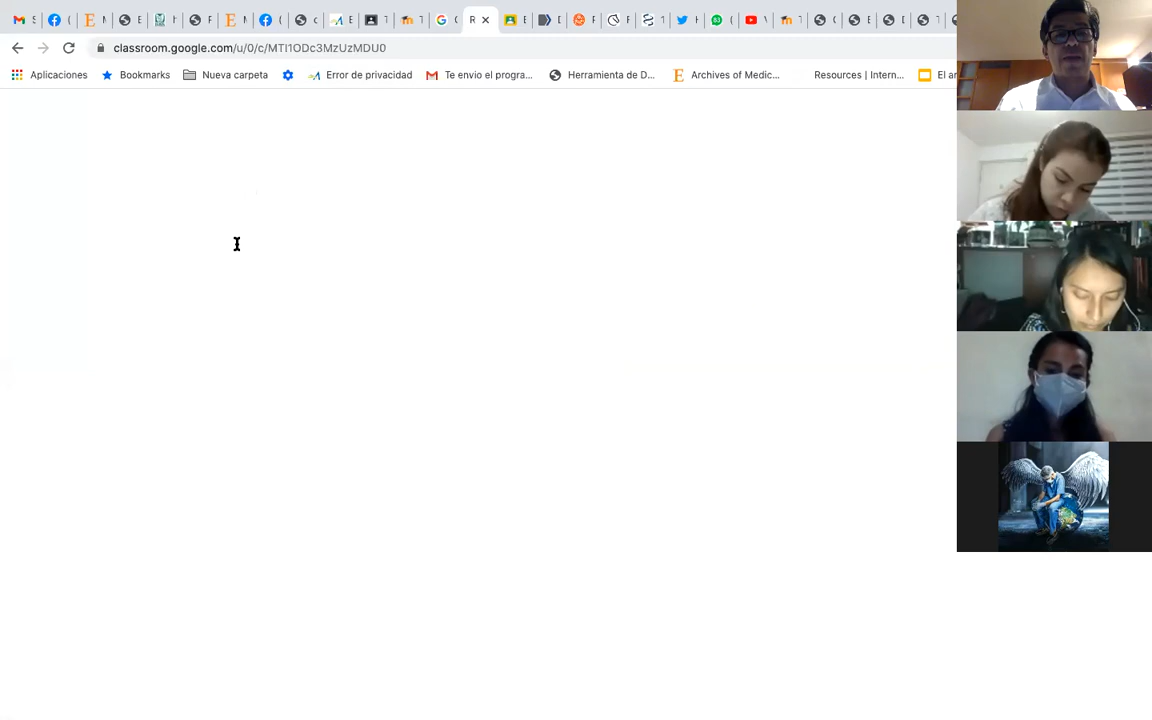 classroom.google.com/u/0/c/MTI1ODc3MzUzMDU0
Aplicaciones Bookmarks Nueva carpeta Error de privacidad Te envio el progra... Herramienta de D... Archives of Medic... Resources | Intern... El ar